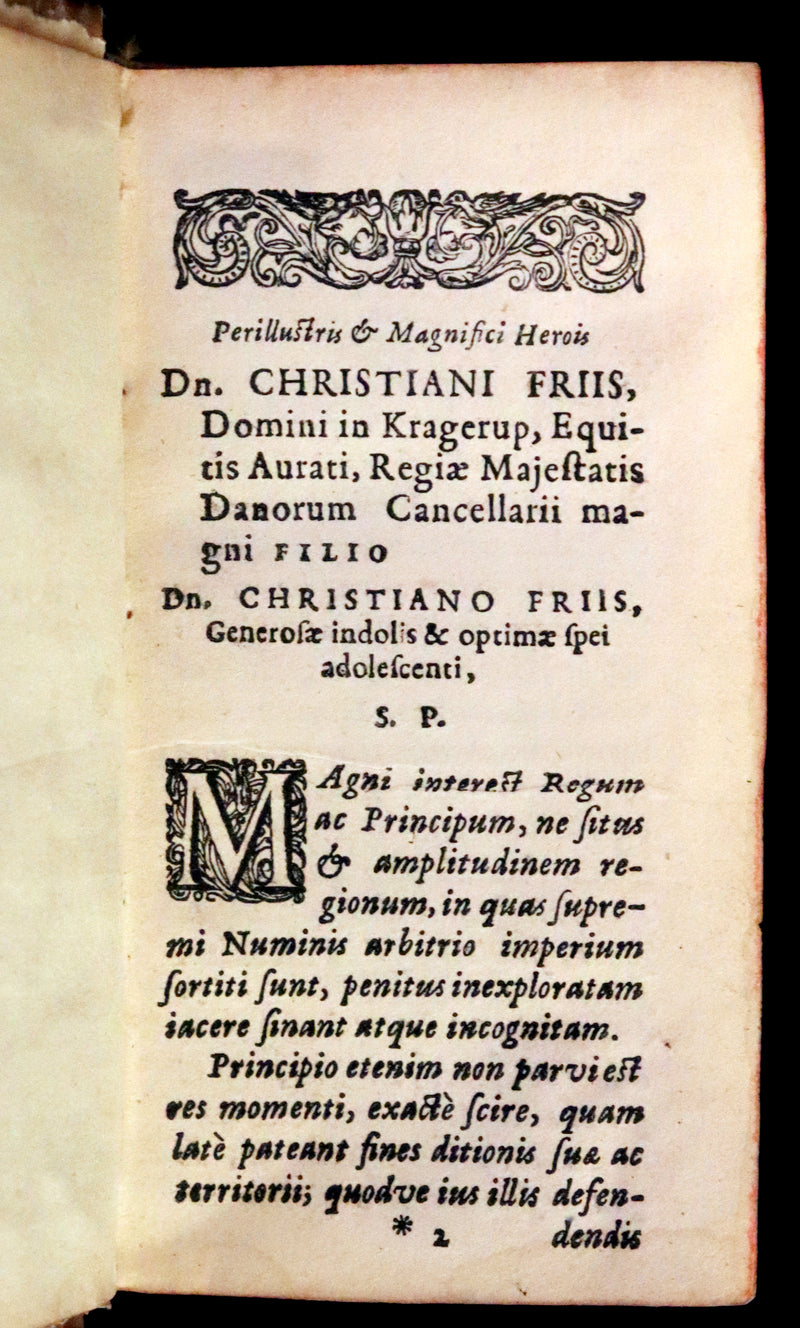 Perilluſtris & Magnifici Herois
Dn. CHRISTIANI FRIIS,
Domini in Kragerup, Equi-
tis Aurati, Regiæ Majeſtatis
Danorum Cancellarii ma-
gni FILIO
Dn. CHRISTIANO FRIIS,
Generoſæ indolis & optimæ ſpei
adoleſcenti,
S. P.
MAgni intereſt Regum
ac Principum, ne ſitus
& amplitudinem re-
gionum, in quas ſupre-
mi Numinis arbitrio imperium
ſortiti ſunt, penitus inexploratam
iacere ſinant atque incognitam.
Principio etenim non parvi eſt
res momenti, exactè ſcire, quam
latè pateant fines ditionis ſuæ ac
territorii; quodve ius illis defen-
* 2 dendis